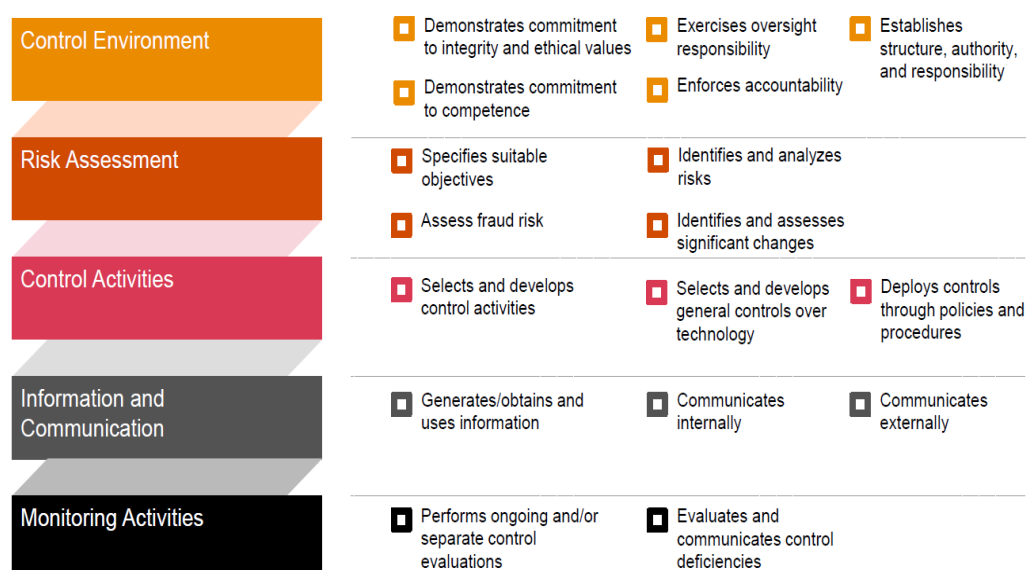 Control Environment
Demonstrates commitment
to integrity and ethical values
Exercises oversight
responsibility
Establishes
structure, authority,
and responsibility
Demonstrates commitment
to competence
Enforces accountability
Risk Assessment
Specifies suitable
objectives
Identifies and analyzes
risks
Assess fraud risk
Identifies and assesses
significant changes
Control Activities
Selects and develops
control activities
Selects and develops
general controls over
technology
Deploys controls
through policies and
procedures
Information and
Communication
Generates/obtains and
uses information
Communicates
internally
Communicates
externally
Monitoring Activities
Performs ongoing and/or
separate control
evaluations
Evaluates and
communicates control
deficiencies